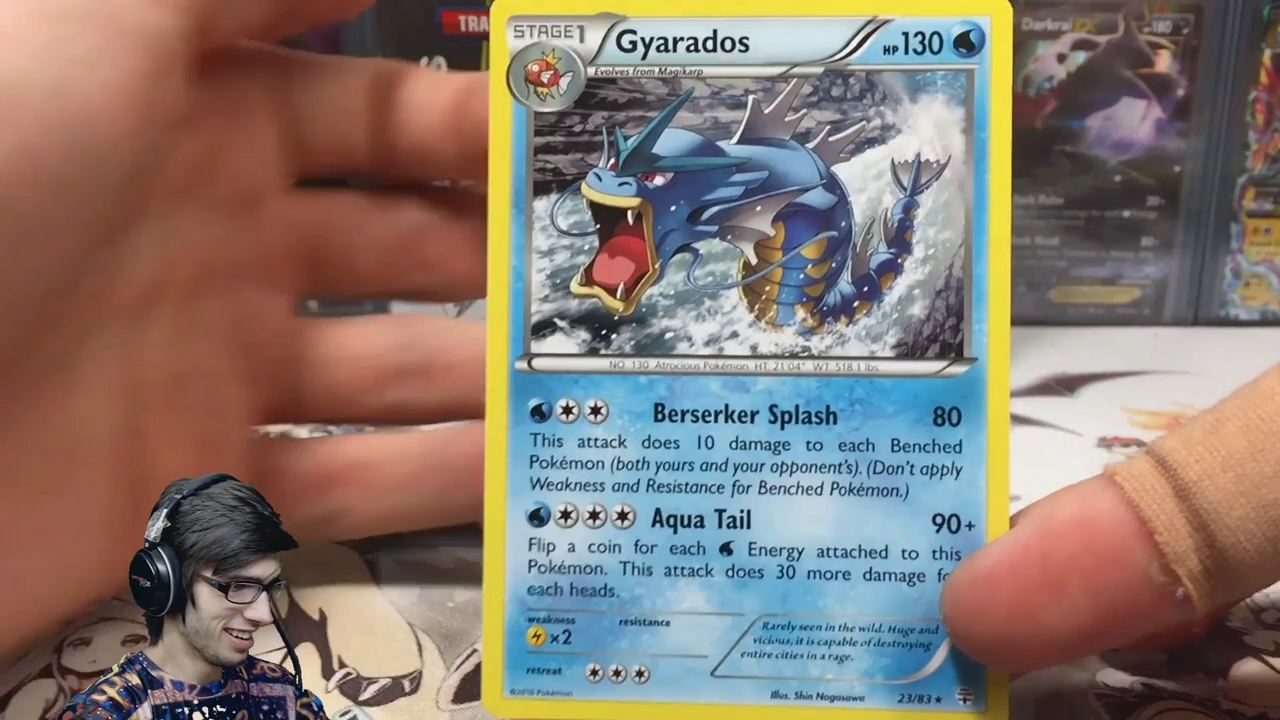 TRA
STAGE1
Gyarados
HP130
Evolves from Magikarp
Darkrai EX
180
NO. 130 Atrocious Pokémon HT. 21'04" WT. 518.1 lbs.
Berserker Splash 80
This attack does 10 damage to each Benched
Pokémon (both yours and your opponent's). (Don't apply
Weakness and Resistance for Benched Pokémon.)
Aqua Tail 90+
Flip a coin for each Energy attached to this
Pokémon. This attack does 30 more damage
each heads.
weakness
resistance
×2
retreat
Rarely seen in the wild. Huge and
vicious, it is capable of destroying
entire cities in a rage.
©2016 Pokémon
Illus. Shin Nagasawa
23/83 ★